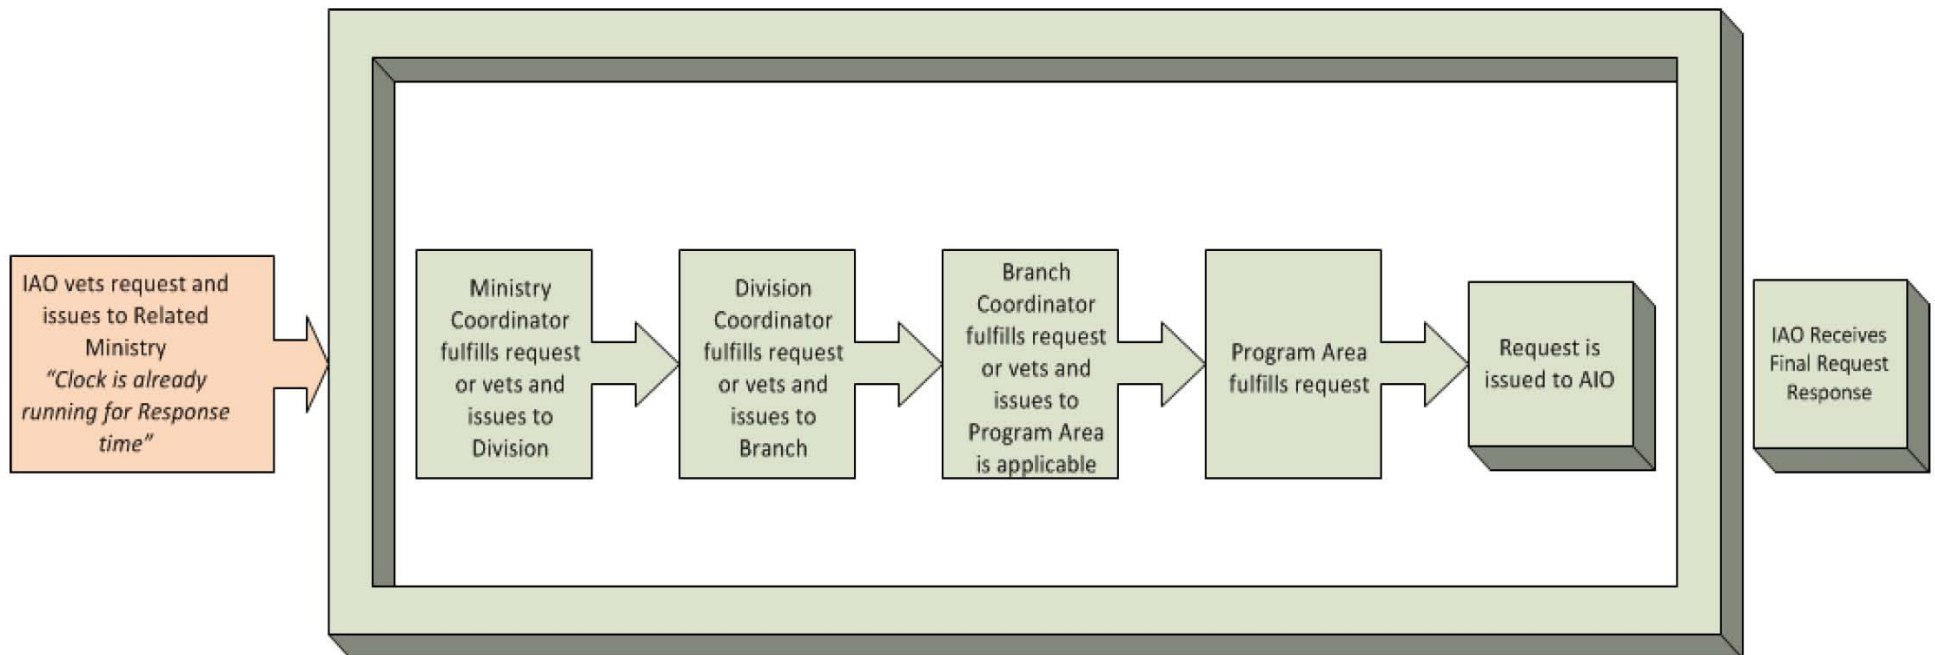 IAO vets request and
issues to Related
Ministry
“Clock is already
running for Response
time”
Ministry
Coordinator
fulfills request
or vets and
issues to
Division
Division
Coordinator
fulfills request
or vets and
issues to
Branch
Branch
Coordinator
fulfills request
or vets and
issues to
Program Area
is applicable
Program Area
fulfills request
Request is
issued to AIO
IAO Receives
Final Request
Response